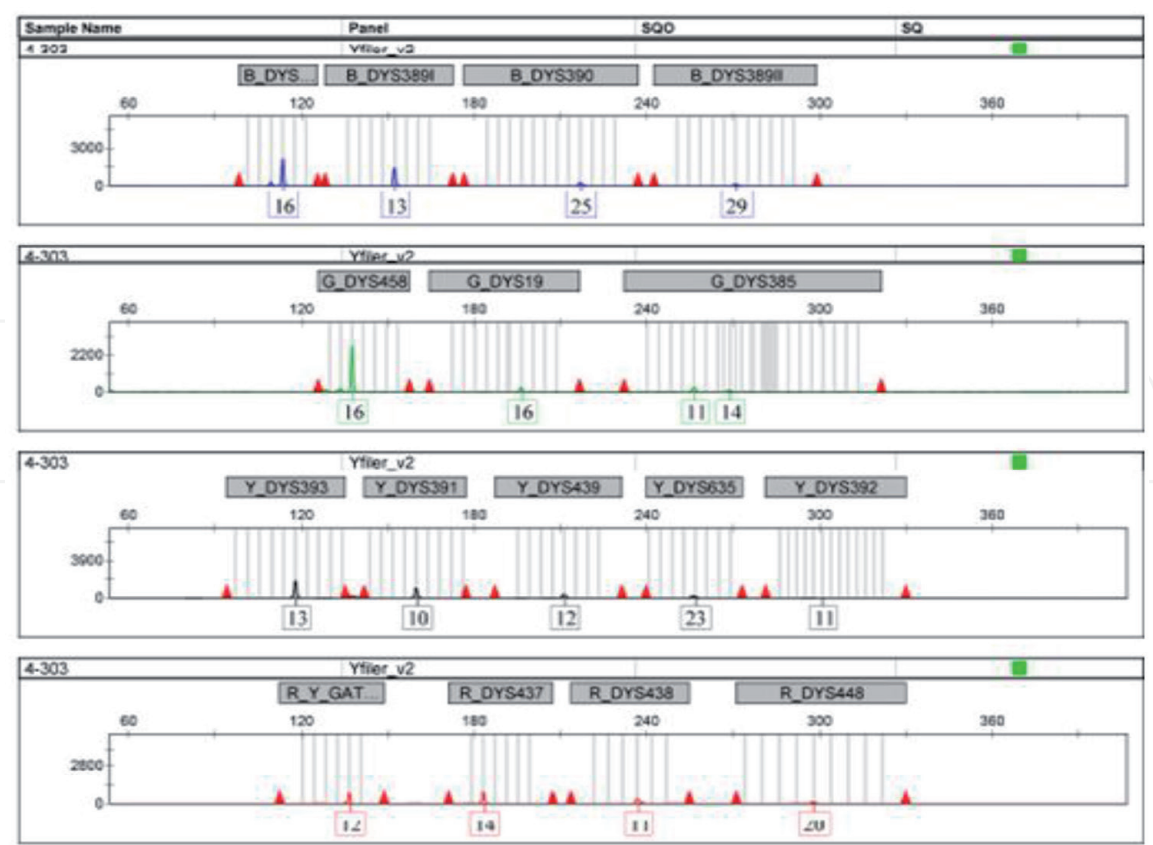 Sample Name Panel SQO SQ
4-303 Yfiler_v2
B_DYS... B_DYS389I B_DYS390 B_DYS389II
60 120 180 240 300 360
3000
0
16 13 25 29
4-303 Yfiler_v2
G_DYS458 G_DYS19 G_DYS385
60 120 180 240 300 360
2200
0
16 16 11 14
4-303 Yfiler_v2
Y_DYS393 Y_DYS391 Y_DYS439 Y_DYS635 Y_DYS392
60 120 180 240 300 360
3900
0
13 10 12 23 11
4-303 Yfiler_v2
R_Y_GAT... R_DYS437 R_DYS438 R_DYS448
60 120 180 240 300 360
2800
0
12 14 11 20